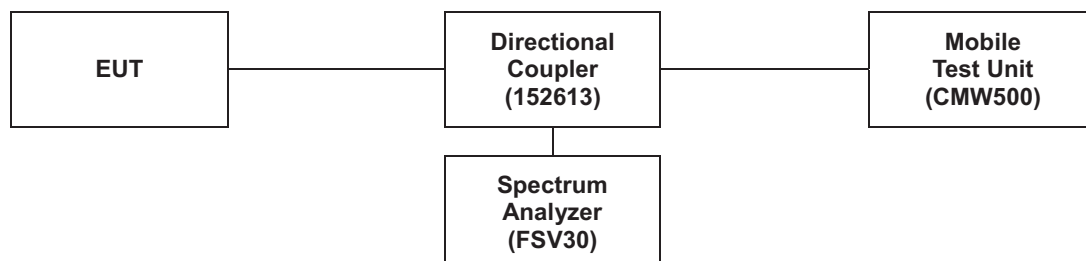 EUT
Directional
Coupler
(152613)
Mobile
Test Unit
(CMW500)
Spectrum
Analyzer
(FSV30)